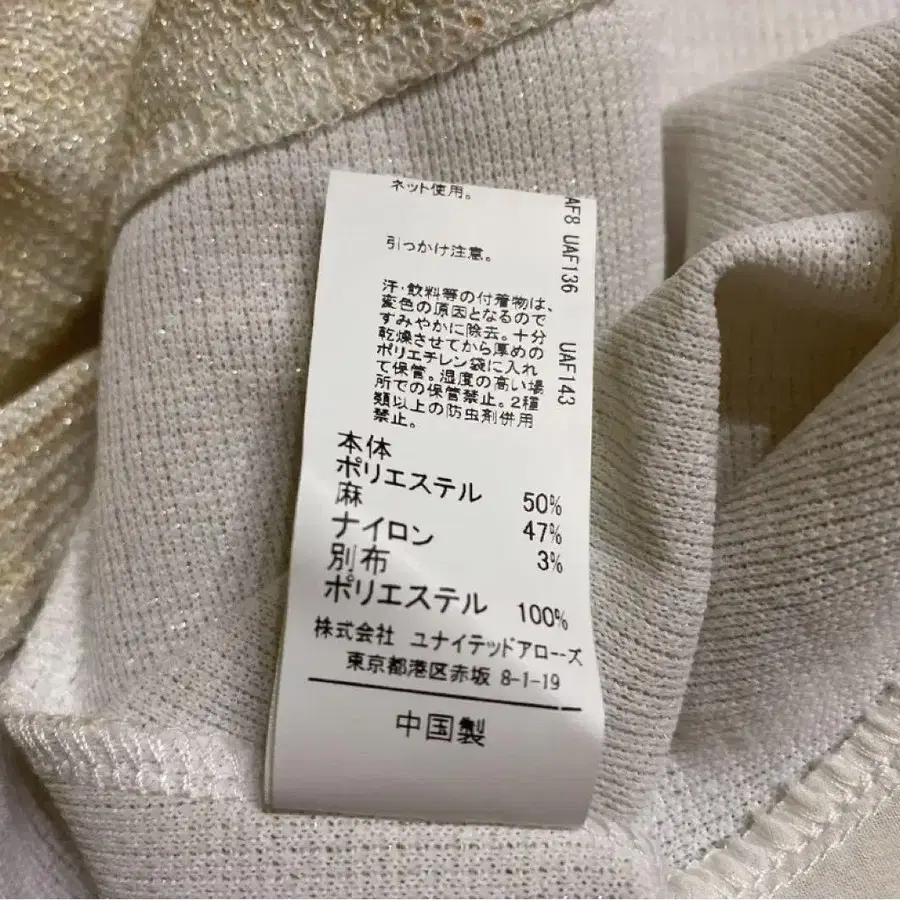 ネット使用。
引っかけ注意。
汗・飲料等の付着物は、
変色の原因となるので
すみやかに除去。十分
乾燥させてから厚めの
ポリエチレン袋に入れ
て保管。湿度の高い場
所での保管禁止。2種
類以上の防虫剤併用
禁止。
本体
ポリエステル 50%
麻 47%
ナイロン 3%
別布
ポリエステル 100%
株式会社 ユナイテッドアローズ
東京都港区赤坂 8-1-19
中国製
AF8 UAF136 UAF143